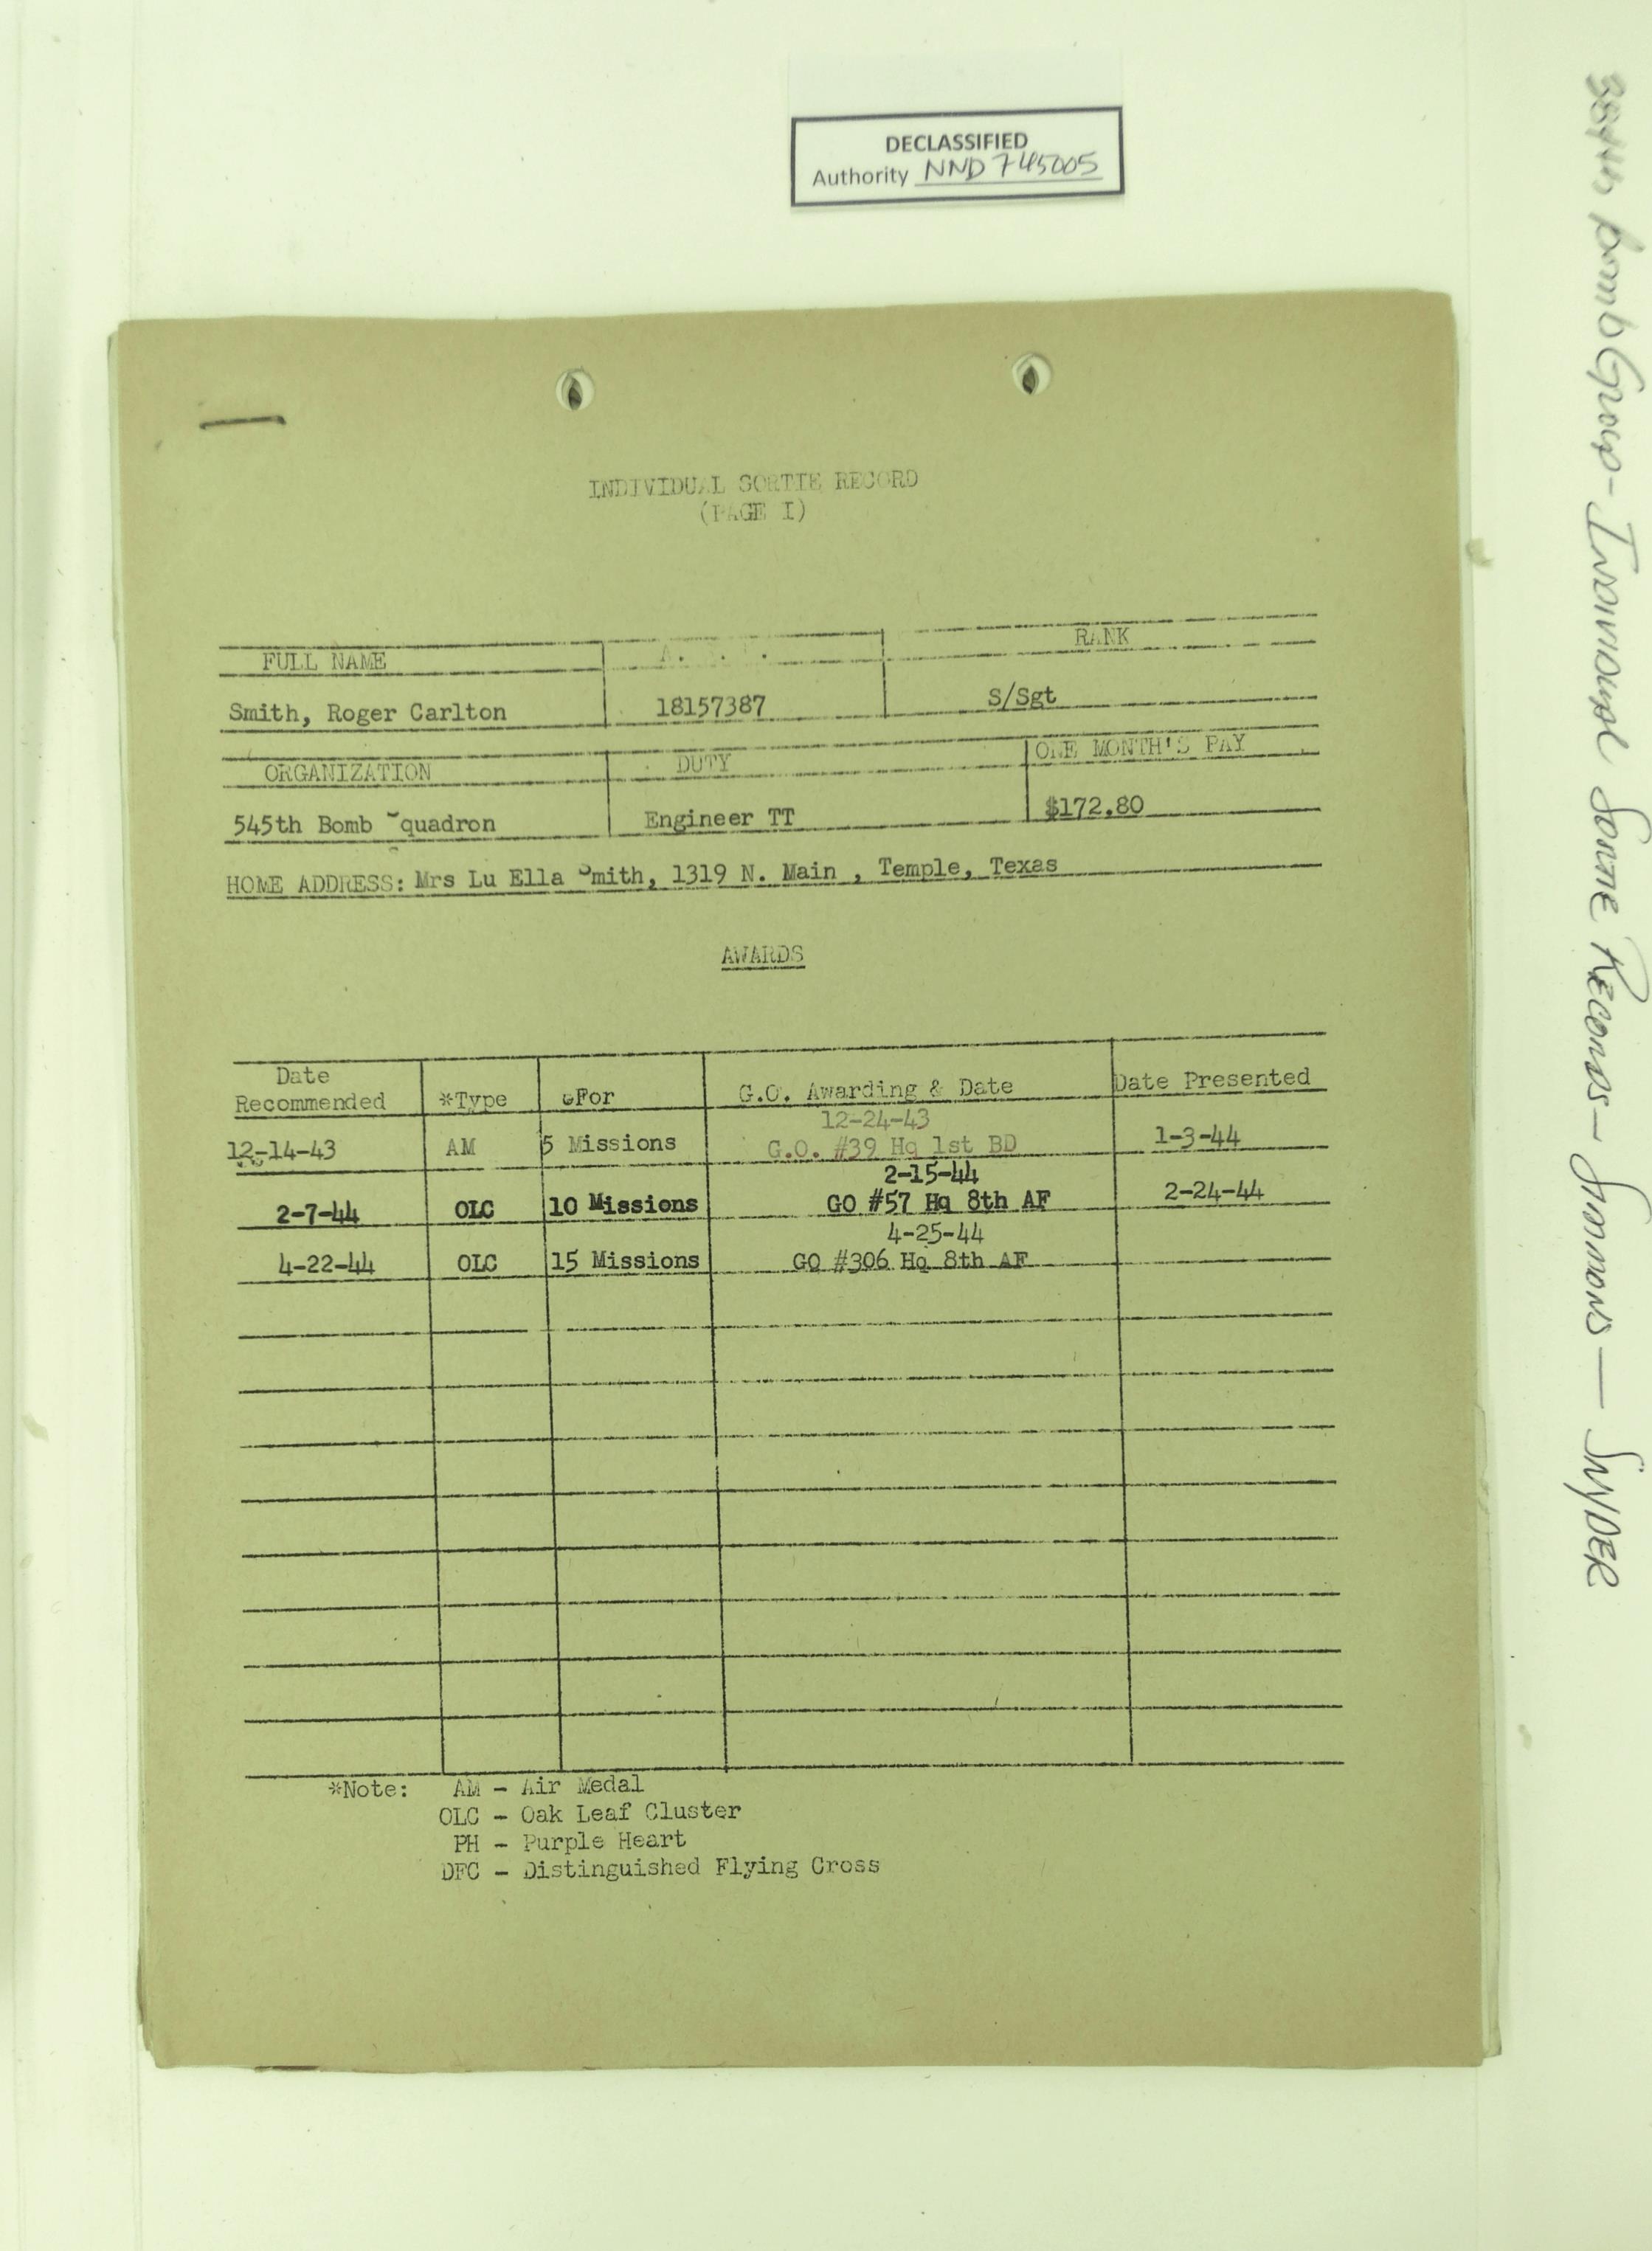 DECLASSIFIED
Authority NND 745005
INDIVIDUAL SORTIE RECORD
(PAGE I)
FULL NAME
RANK
Smith, Roger Carlton 18157387 S/Sgt
ORGANIZATION DUTY ONE MONTH'S PAY
545th Bomb Squadron Engineer TT $172.80
HOME ADDRESS: Mrs Lu Ella Smith, 1319 N. Main , Temple, Texas
AWARDS
Date
Recommended *Type For G.O. Awarding & Date Date Presented
12-24-43
12-14-43 AM 5 Missions G.O. #39 Hq 1st BD 1-3-44
2-15-44
2-7-44 OLC 10 Missions GO #57 Hq 8th AF 2-24-44
4-25-44
4-22-44 OLC 15 Missions GO #306 Hq 8th AF
*Note: AM - Air Medal
OLC - Oak Leaf Cluster
PH - Purple Heart
DFC - Distinguished Flying Cross
384th Bomb Group - Individual Sortie Records - Simmons - Snyder